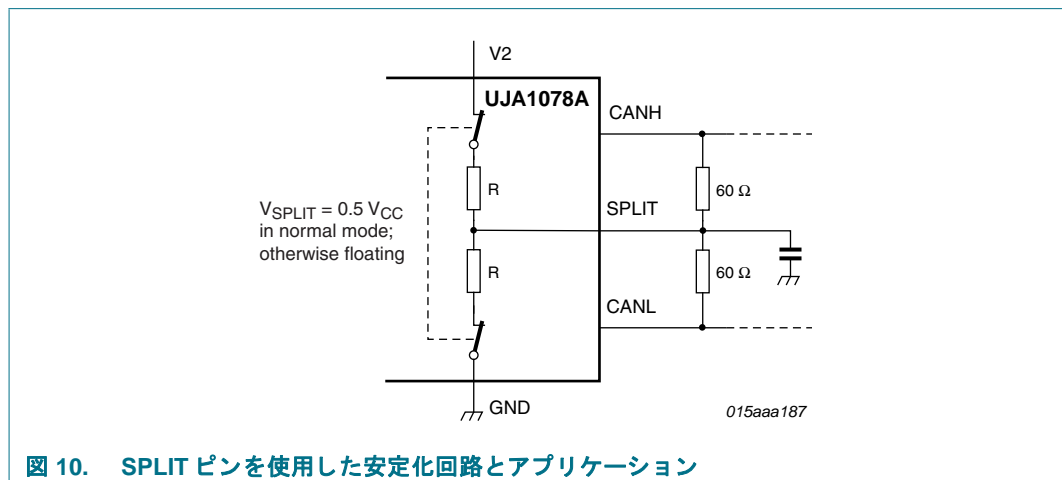 V2
UJA1078A
CANH
R
60 Ω
VSPLIT = 0.5 VCC
in normal mode;
otherwise floating
SPLIT
R
60 Ω
CANL
GND
015aaa187
図 10. SPLIT ピンを使用した安定化回路とアプリケーション